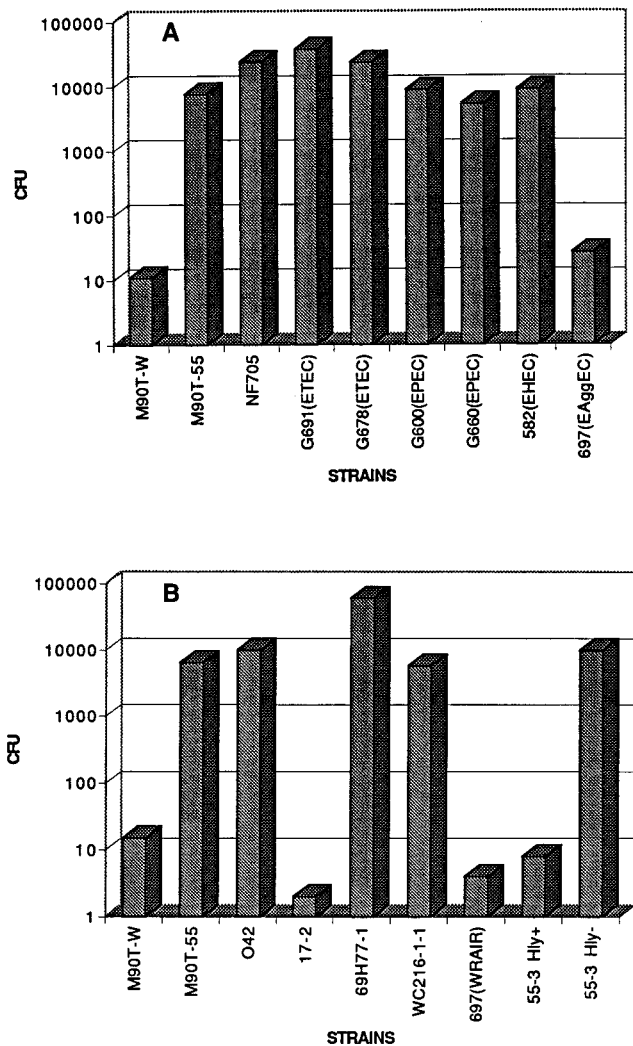 A
100000
10000
1000
100
10
1
CFU
M90T-W
M90T-55
NF705
G691(ETEC)
G678(ETEC)
G600(EPEC)
G660(EPEC)
582(EHEC)
697(EAggEC)
STRAINS
B
100000
10000
1000
100
10
1
CFU
M90T-W
M90T-55
O42
17-2
69H77-1
WC216-1-1
697(WRAIR)
55-3 Hly+
55-3 Hly-
STRAINS